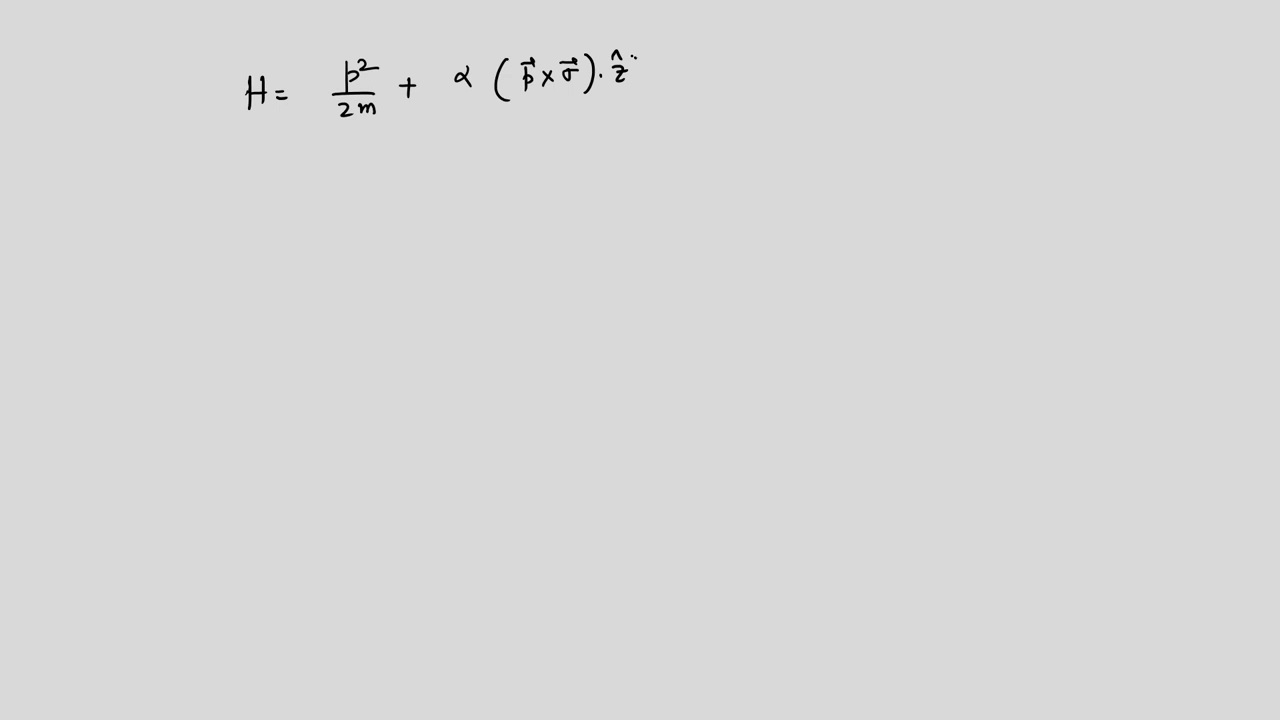 H = p²/2m + α (p⃗ × σ⃗) · ẑ